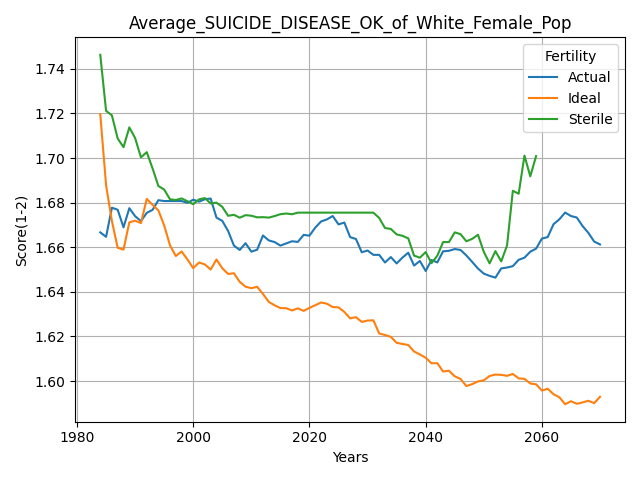 Average_SUICIDE_DISEASE_OK_of_White_Female_Pop
Fertility
Actual
Ideal
Sterile
Score(1-2)
1.74
1.72
1.70
1.68
1.66
1.64
1.62
1.60
1980
2000
2020
2040
2060
Years